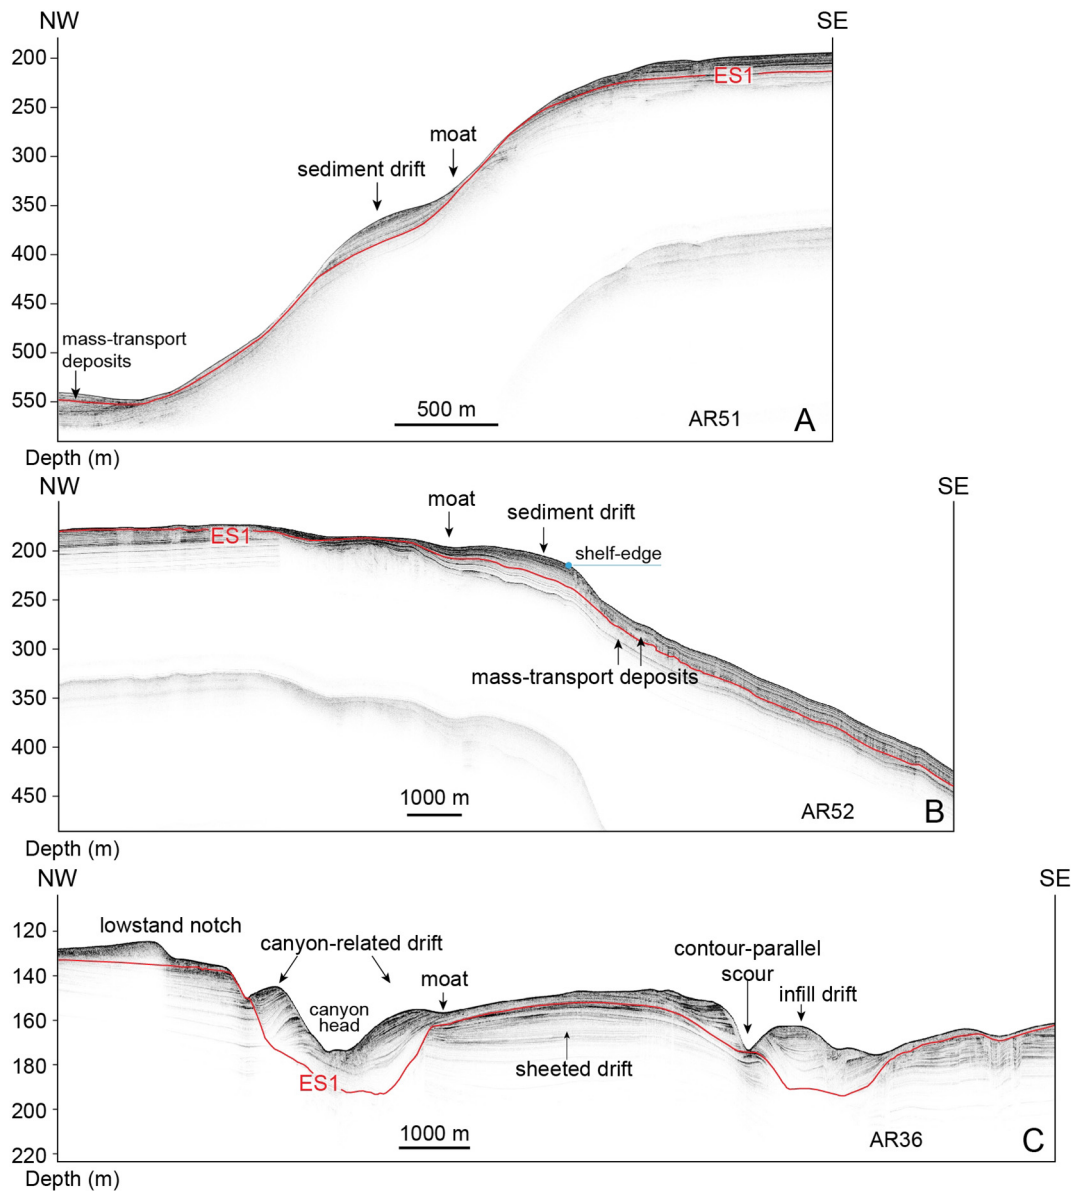 NW SE
200
250
300
350
400
450
500
550
ES1
moat
sediment drift
mass-transport
deposits
500 m
AR51
A
Depth (m)
NW SE
200
250
300
350
400
450
moat
sediment drift
ES1
shelf-edge
mass-transport deposits
1000 m
AR52
B
Depth (m)
NW SE
120
140
160
180
200
220
lowstand notch
canyon-related drift
moat
canyon
head
ES1
contour-parallel
scour
infill drift
sheeted drift
1000 m
AR36
C
Depth (m)